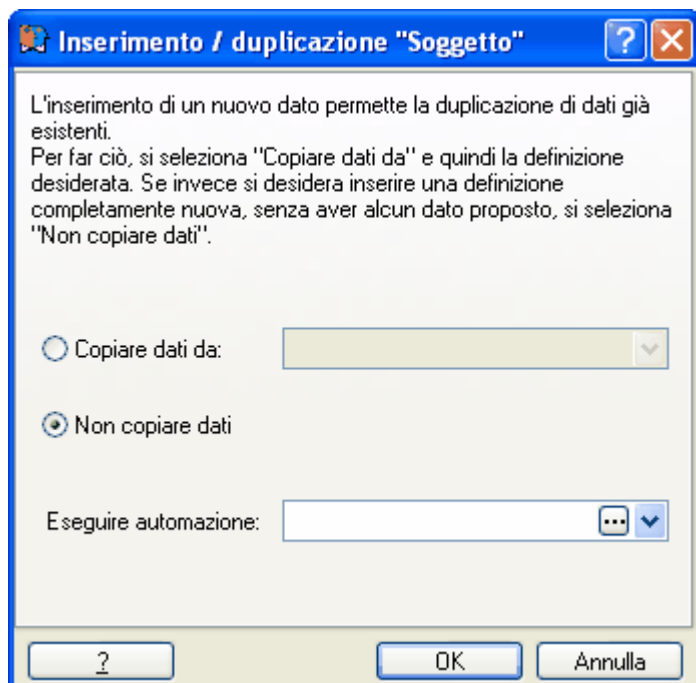 Inserimento / duplicazione "Soggetto"
?
L'inserimento di un nuovo dato permette la duplicazione di dati già
esistenti.
Per far ciò, si seleziona "Copiare dati da" e quindi la definizione
desiderata. Se invece si desidera inserire una definizione
completamente nuova, senza aver alcun dato proposto, si seleziona
"Non copiare dati".
Copiare dati da:
Non copiare dati
Eseguire automazione: ...
? OK Annulla